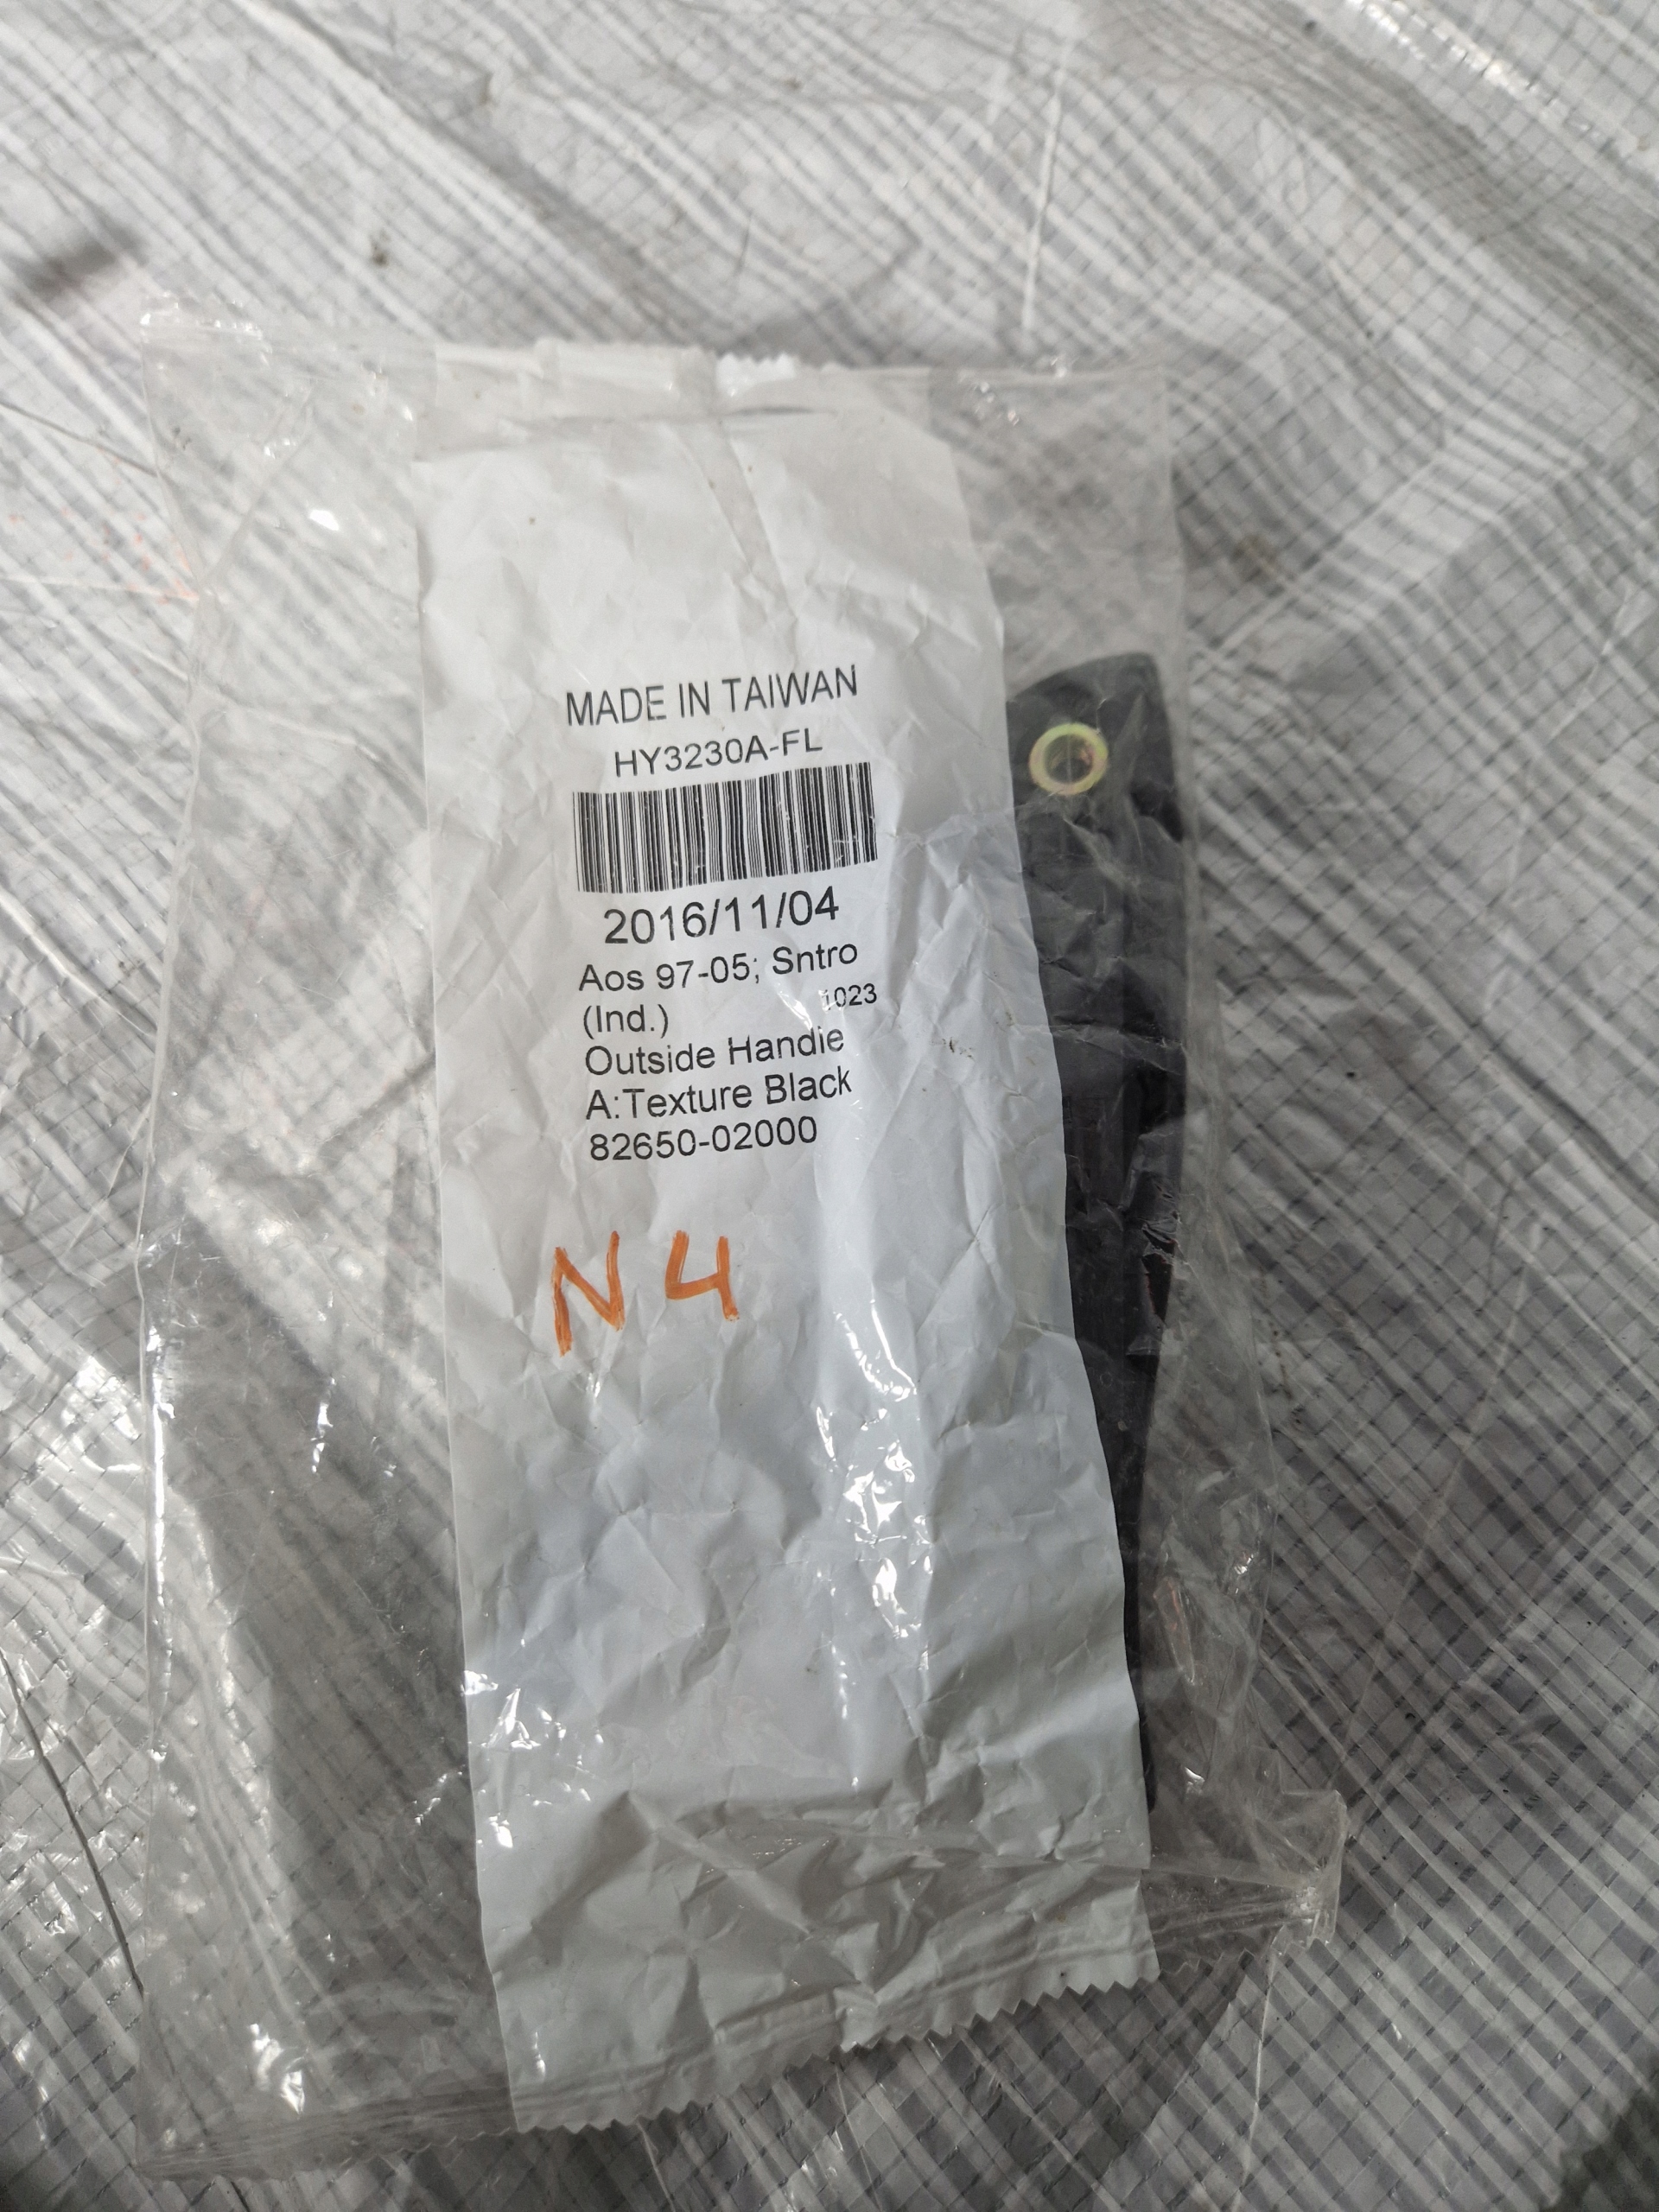 MADE IN TAIWAN
HY3230A-FL
2016/11/04
Aos 97-05; Sntro
(Ind.) 1023
Outside Handie
A:Texture Black
82650-02000
N4